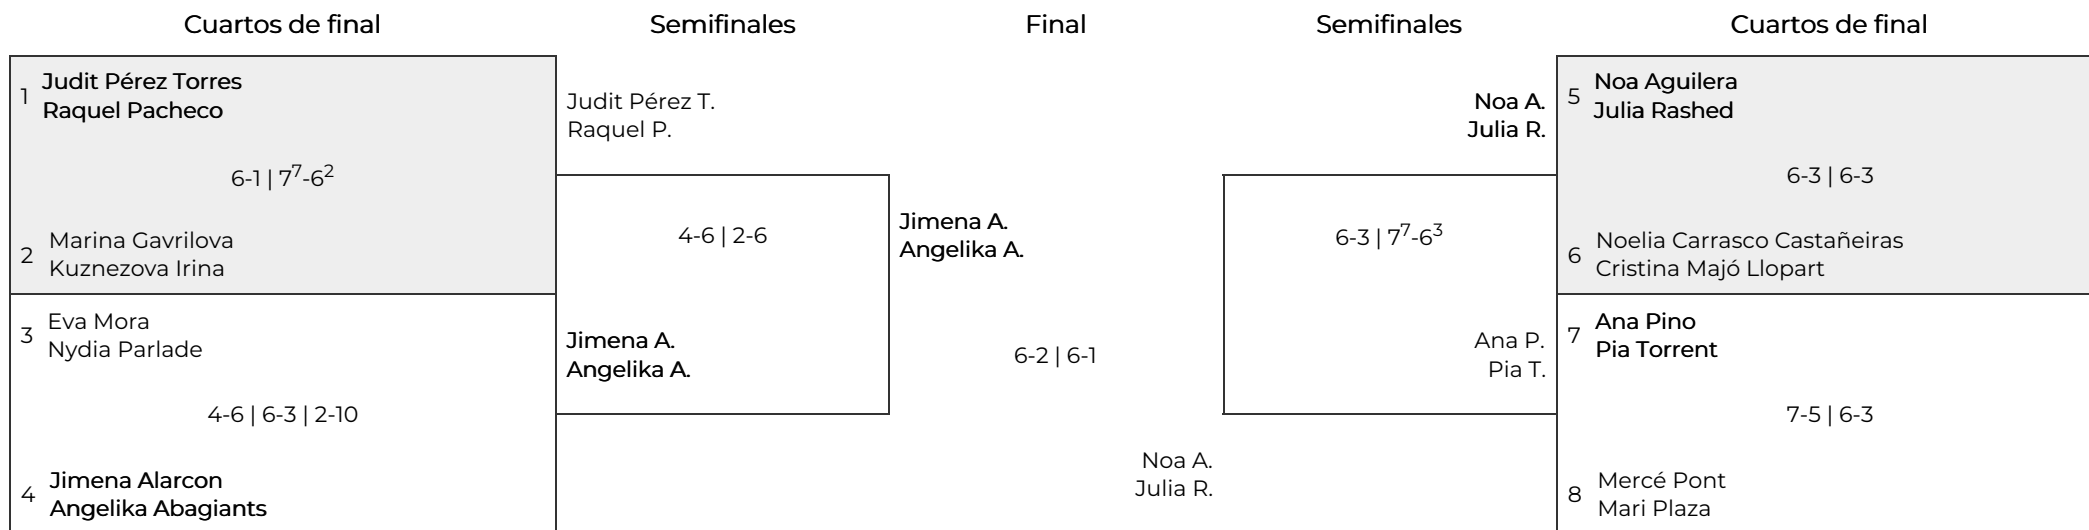 Cuartos de final
Semifinales
Final
Semifinales
Cuartos de final
1
Judit Pérez Torres
Raquel Pacheco
6-1 | 7⁷-6²
2
Marina Gavrilova
Kuznezova Irina
3
Eva Mora
Nydia Parlade
4-6 | 6-3 | 2-10
4
Jimena Alarcon
Angelika Abagiants
Judit Pérez T.
Raquel P.
4-6 | 2-6
Jimena A.
Angelika A.
Jimena A.
Angelika A.
6-2 | 6-1
Noa A.
Julia R.
Noa A.
Julia R.
6-3 | 7⁷-6³
Ana P.
Pia T.
5
Noa Aguilera
Julia Rashed
6-3 | 6-3
6
Noelia Carrasco Castañeiras
Cristina Majó Llopart
7
Ana Pino
Pia Torrent
7-5 | 6-3
8
Mercé Pont
Mari Plaza